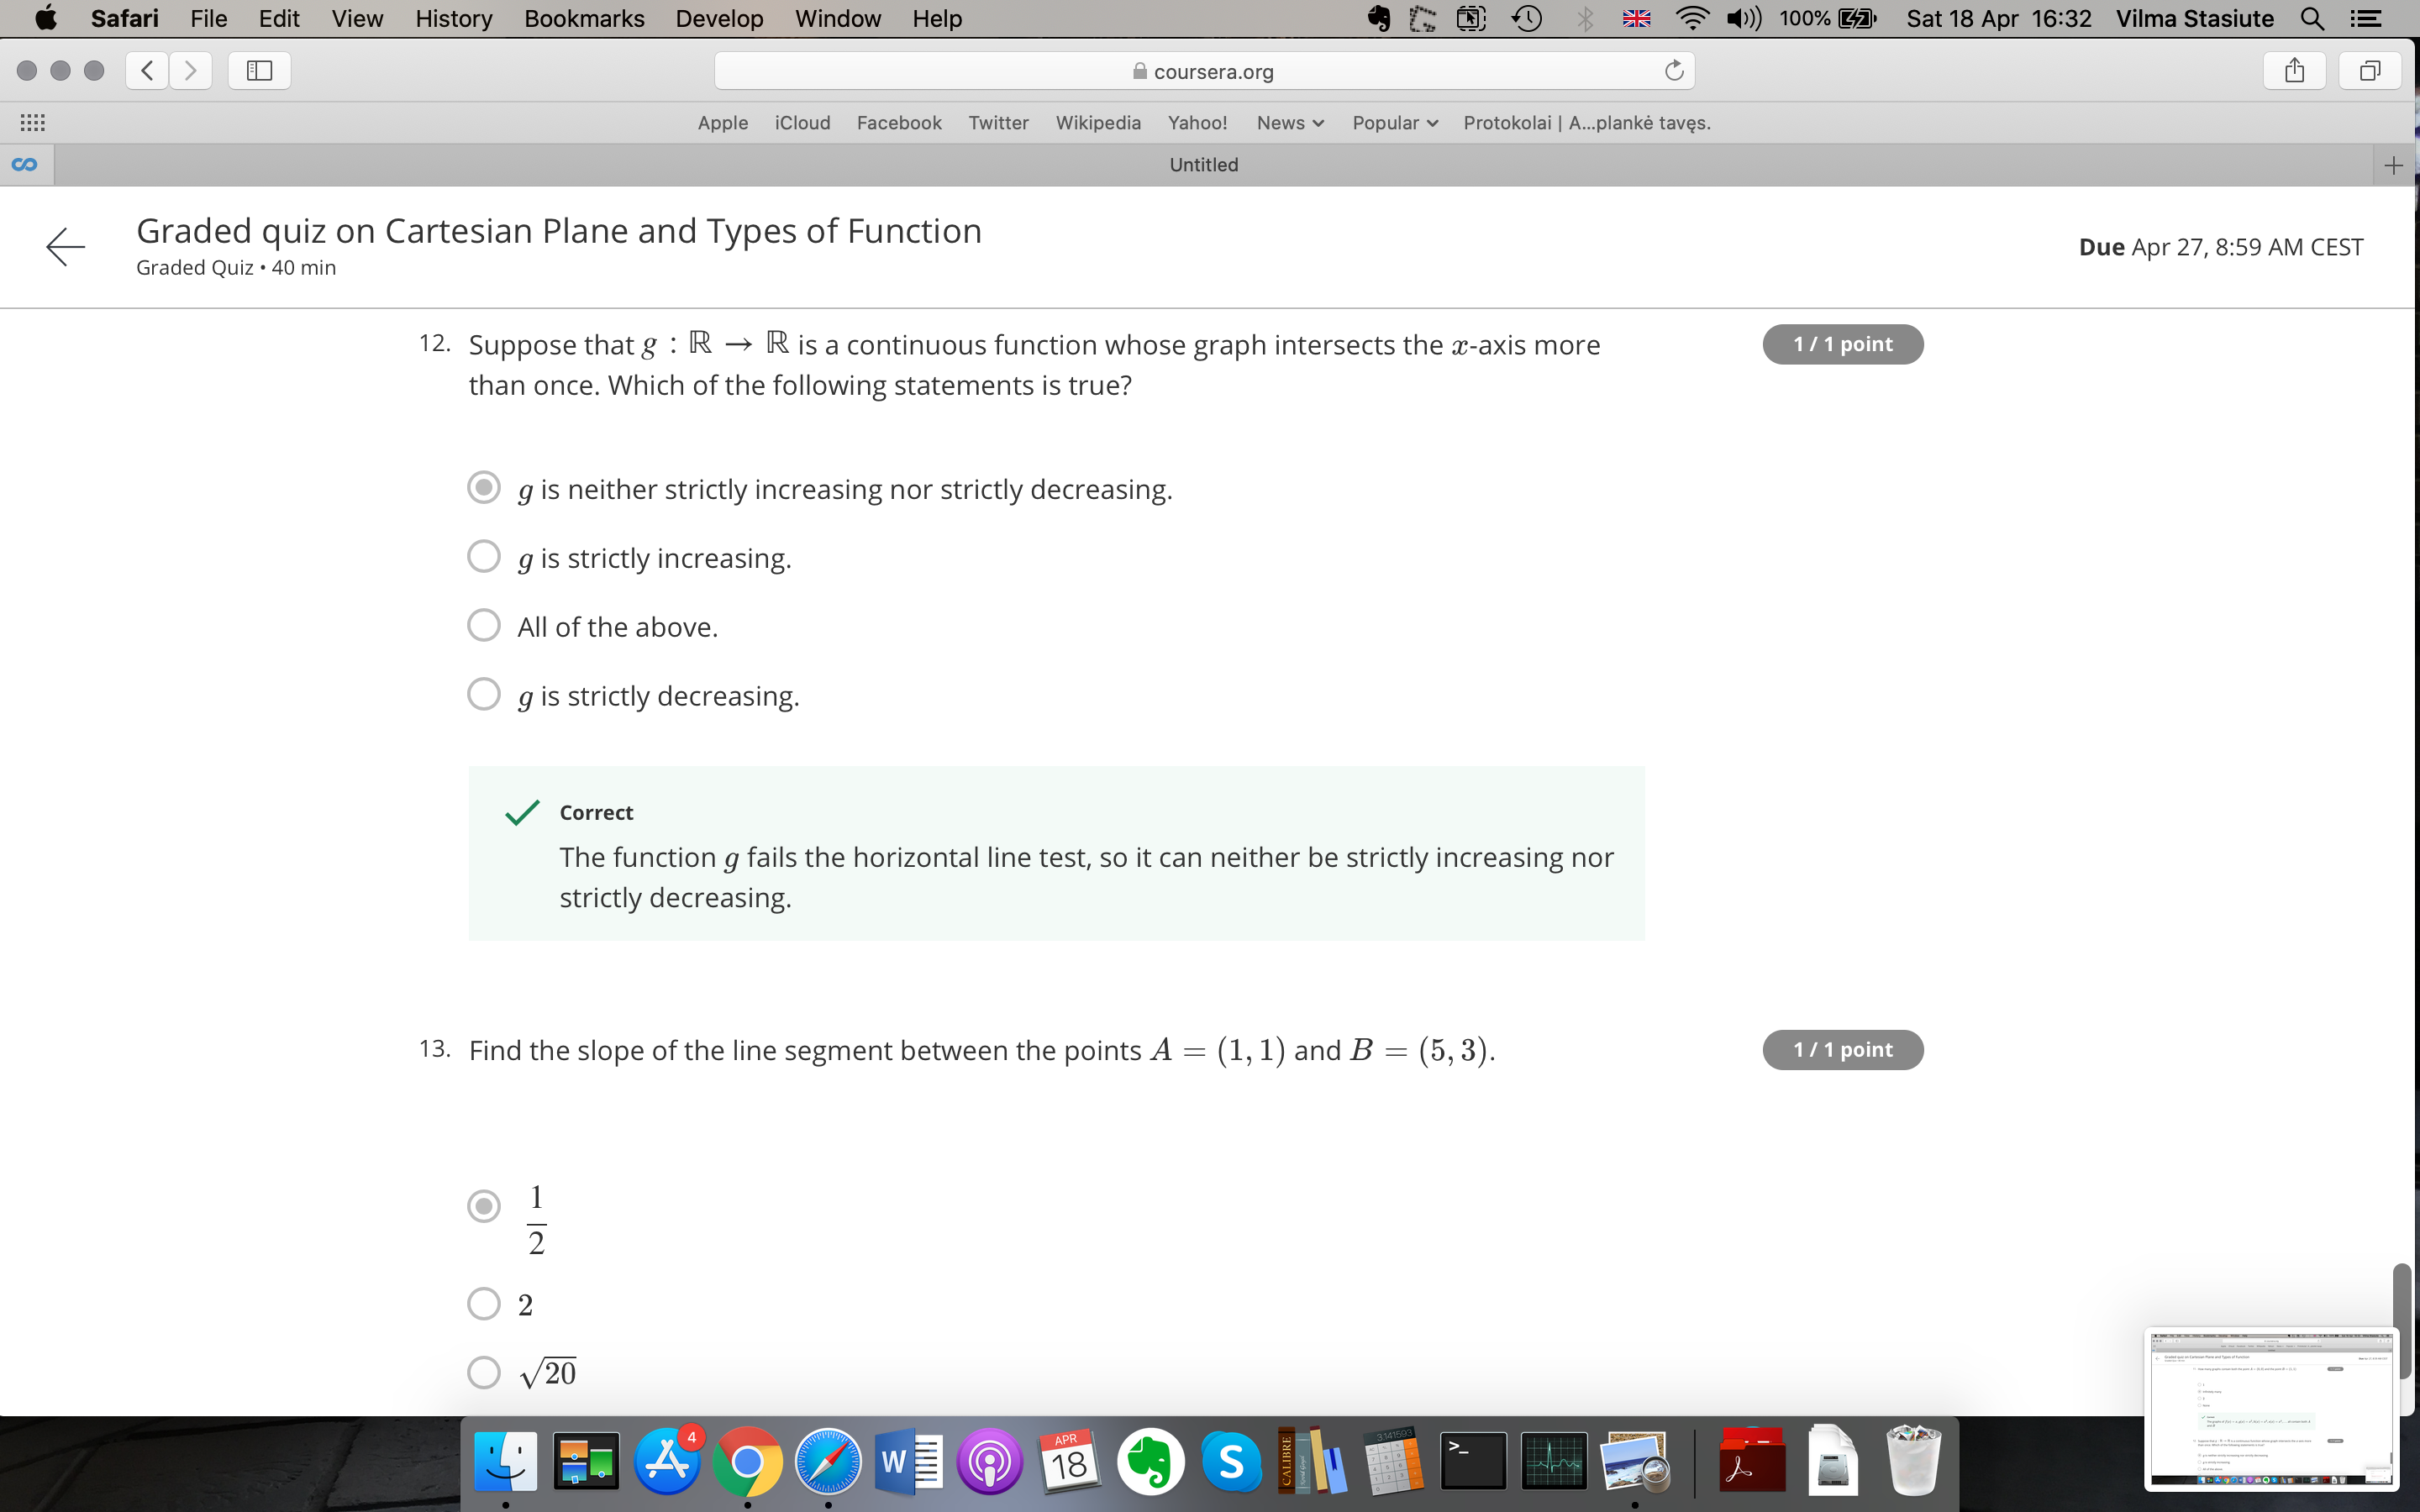 Safari File Edit View History Bookmarks Develop Window Help 100% Sat 18 Apr 16:32 Vilma Stasiute
coursera.org
Apple iCloud Facebook Twitter Wikipedia Yahoo! News Popular Protokolai | A...plankė tavęs.
Untitled
Graded quiz on Cartesian Plane and Types of Function
Graded Quiz • 40 min
Due Apr 27, 8:59 AM CEST
12. Suppose that g : ℝ → ℝ is a continuous function whose graph intersects the x-axis more
than once. Which of the following statements is true?
1 / 1 point
g is neither strictly increasing nor strictly decreasing.
g is strictly increasing.
All of the above.
g is strictly decreasing.
Correct
The function g fails the horizontal line test, so it can neither be strictly increasing nor
strictly decreasing.
13. Find the slope of the line segment between the points A = (1, 1) and B = (5, 3).
1 / 1 point
1/2
2
√20
4
W
APR
18
S
CALIBRE
3.141593
>_